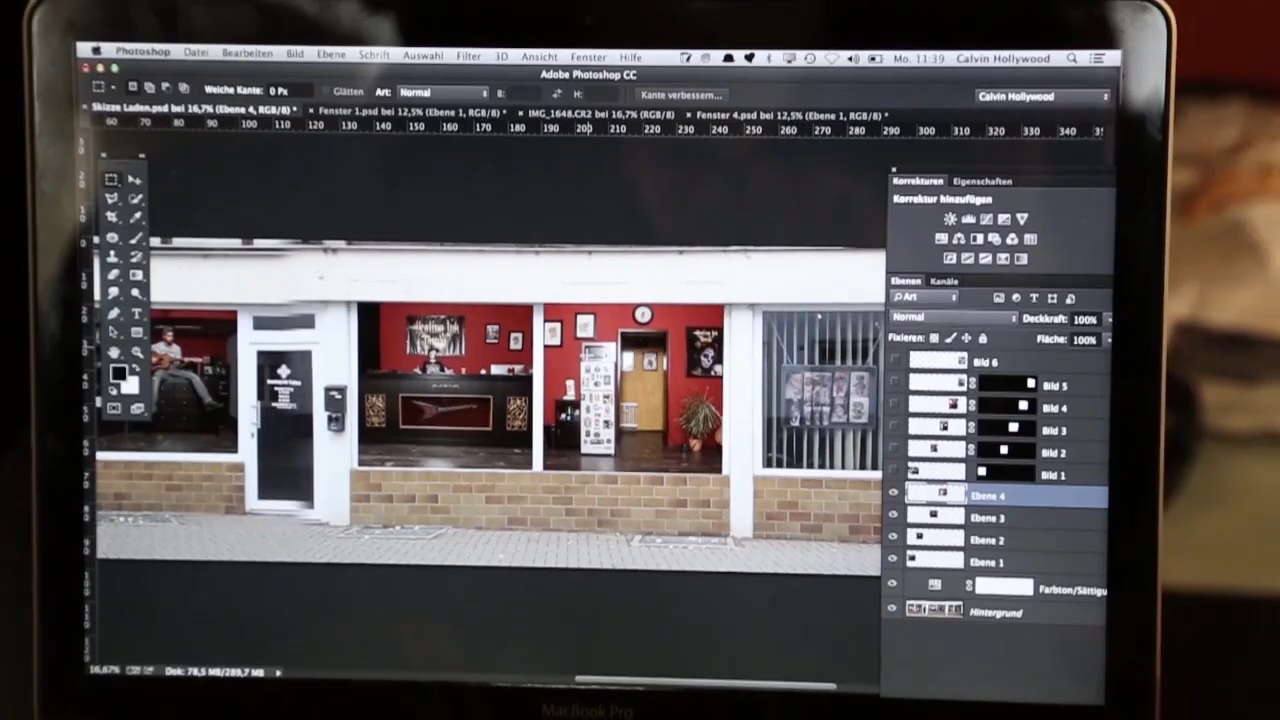 Photoshop Datei Bearbeiten Bild Ebene Schrift Auswahl Filter 3D Ansicht Fenster Hilfe Mo. 11:39 Calvin Hollywood
Adobe Photoshop CC
Weiche Kante: 0 Px Glätten Art: Normal B: H: Kante verbessern... Calvin Hollywood
Skizze Laden.psd bei 16,7% (Ebene 4, RGB/8) * Fenster 1.psd bei 12,5% (Ebene 1, RGB/8) * IMG_1648.CR2 bei 16,7% (RGB/8) Fenster 4.psd bei 12,5% (Ebene 1, RGB/8) *
60 70 80 90 100 110 120 130 140 150 160 170 180 190 200 210 220 230 240 250 260 270 280 290 300 310 320 330 340
Korrekturen Eigenschaften
Korrektur hinzufügen
Ebenen Kanäle
Art
Normal Deckkraft: 100%
Fixieren: Fläche: 100%
Bild 6
Bild 5
Bild 4
Bild 3
Bild 2
Bild 1
Ebene 4
Ebene 3
Ebene 2
Ebene 1
Farbton/Sättigu
Hintergrund
16,67% Dok: 78,5 MB/289,7 MB
MacBook Pro